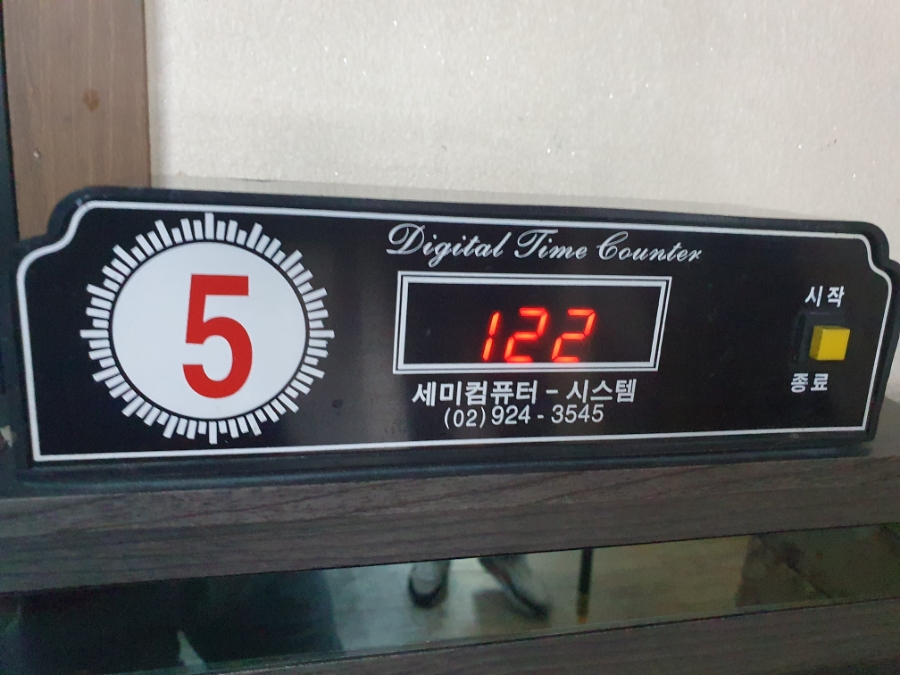 5
Digital Time Counter
122
세미컴퓨터 - 시스템
(02) 924 - 3545
시작
종료